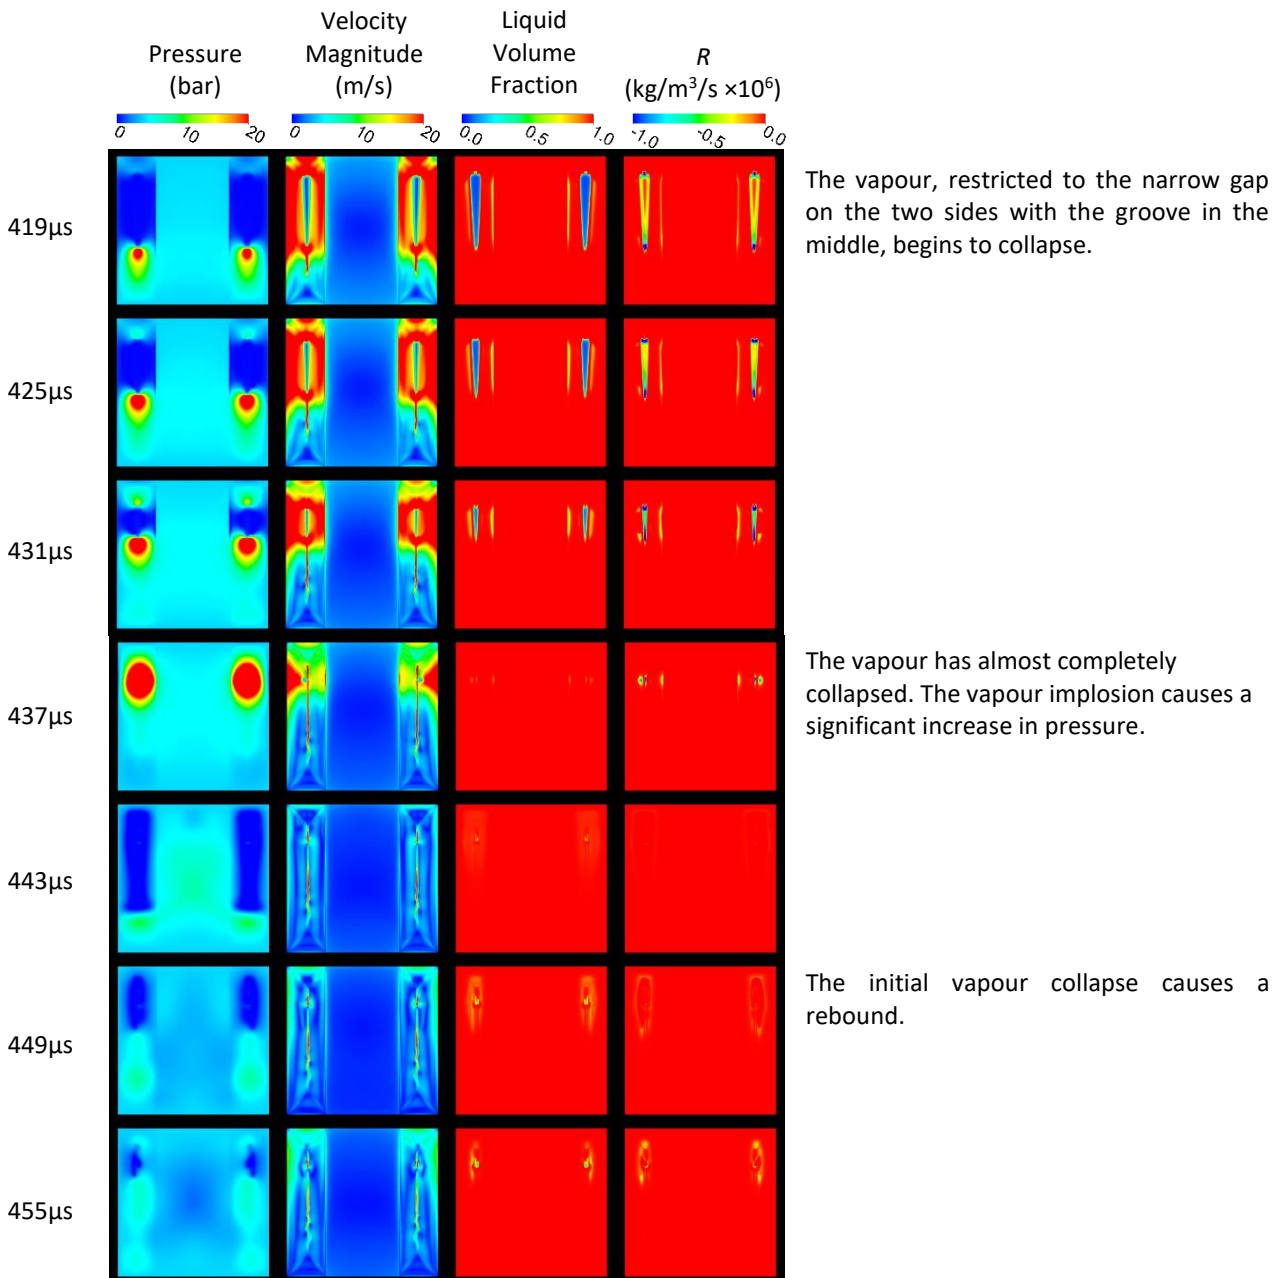 Pressure
(bar)
Velocity
Magnitude
(m/s)
Liquid
Volume
Fraction
R
(kg/m³/s ×10⁶)
0 10 20
0 10 20
0.0 0.5 1.0
-1.0 -0.5 0.0
419µs
The vapour, restricted to the narrow gap
on the two sides with the groove in the
middle, begins to collapse.
425µs
431µs
437µs
The vapour has almost completely
collapsed. The vapour implosion causes a
significant increase in pressure.
443µs
449µs
The initial vapour collapse causes a
rebound.
455µs